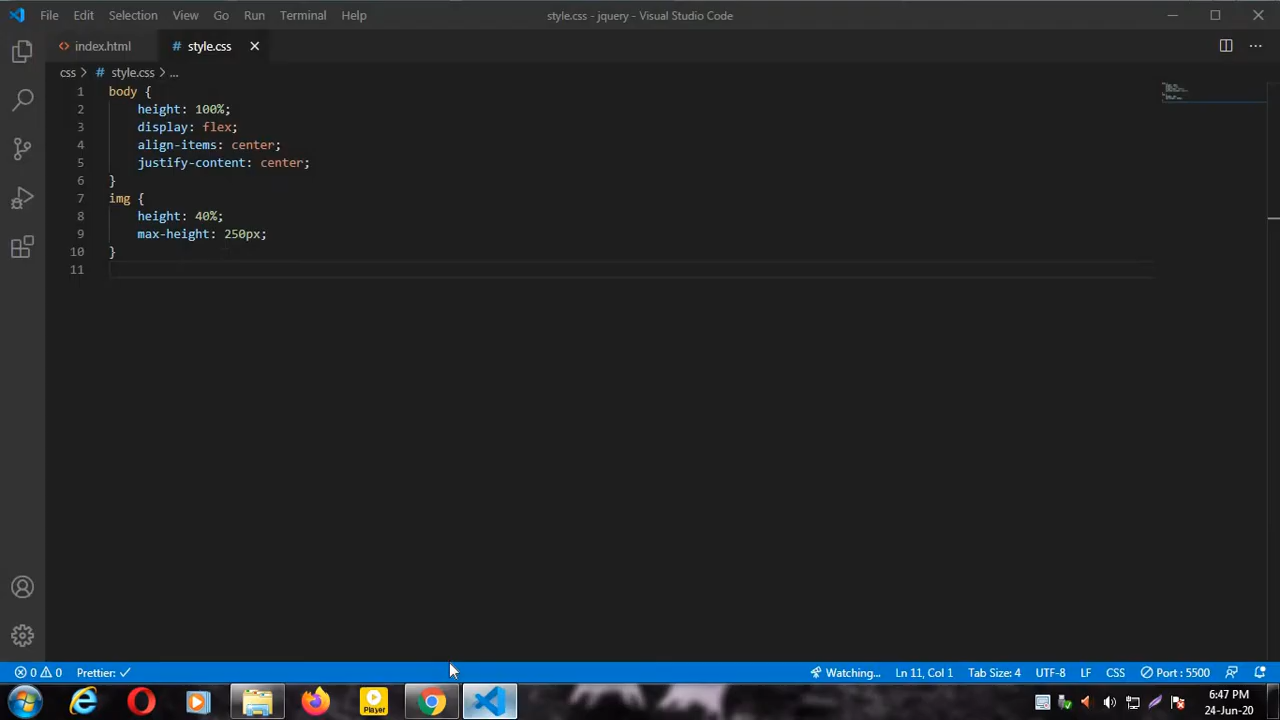 File Edit Selection View Go Run Terminal Help style.css - jquery - Visual Studio Code
index.html # style.css
css > # style.css > ...
1 body {
2 height: 100%;
3 display: flex;
4 align-items: center;
5 justify-content: center;
6 }
7 img {
8 height: 40%;
9 max-height: 250px;
10 }
11
0 0 Prettier: ✓ Watching... Ln 11, Col 1 Tab Size: 4 UTF-8 LF CSS Port : 5500
Player
6:47 PM
24-Jun-20